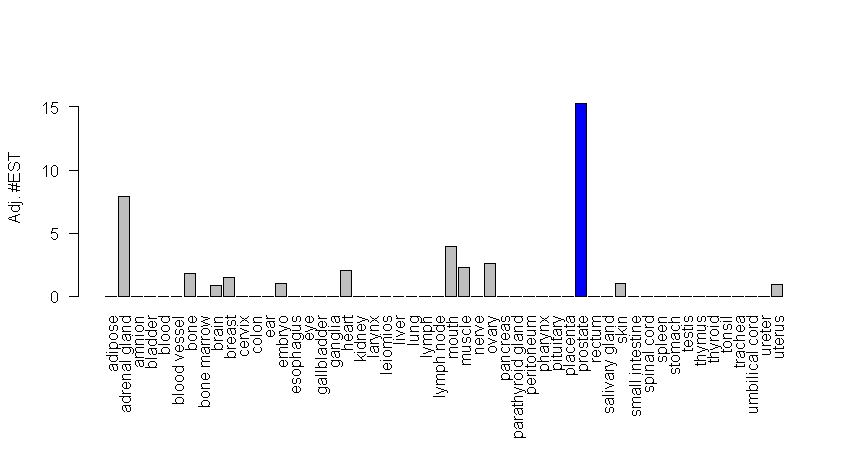 Adj. #EST
15
10
5
0
adipose
adrenal gland
amnion
bladder
blood
blood vessel
bone
bone marrow
brain
breast
cervix
colon
ear
embryo
esophagus
eye
gallbladder
ganglia
heart
kidney
larynx
leiomios
liver
lung
lymph
lymph node
mouth
muscle
nerve
ovary
pancreas
parathyroid gland
peritoneum
pharynx
pituitary
placenta
prostate
rectum
salivary gland
skin
small intestine
spinal cord
spleen
stomach
testis
thymus
thyroid
tonsil
trachea
umbilical cord
ureter
uterus